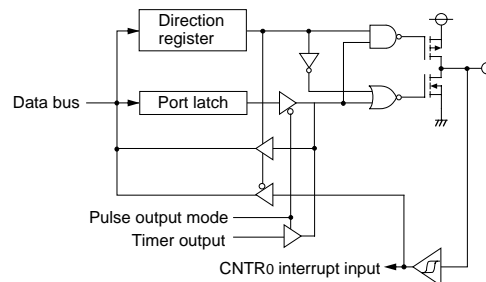 Direction
register
Data bus
Port latch
Pulse output mode
Timer output
CNTR0 interrupt input